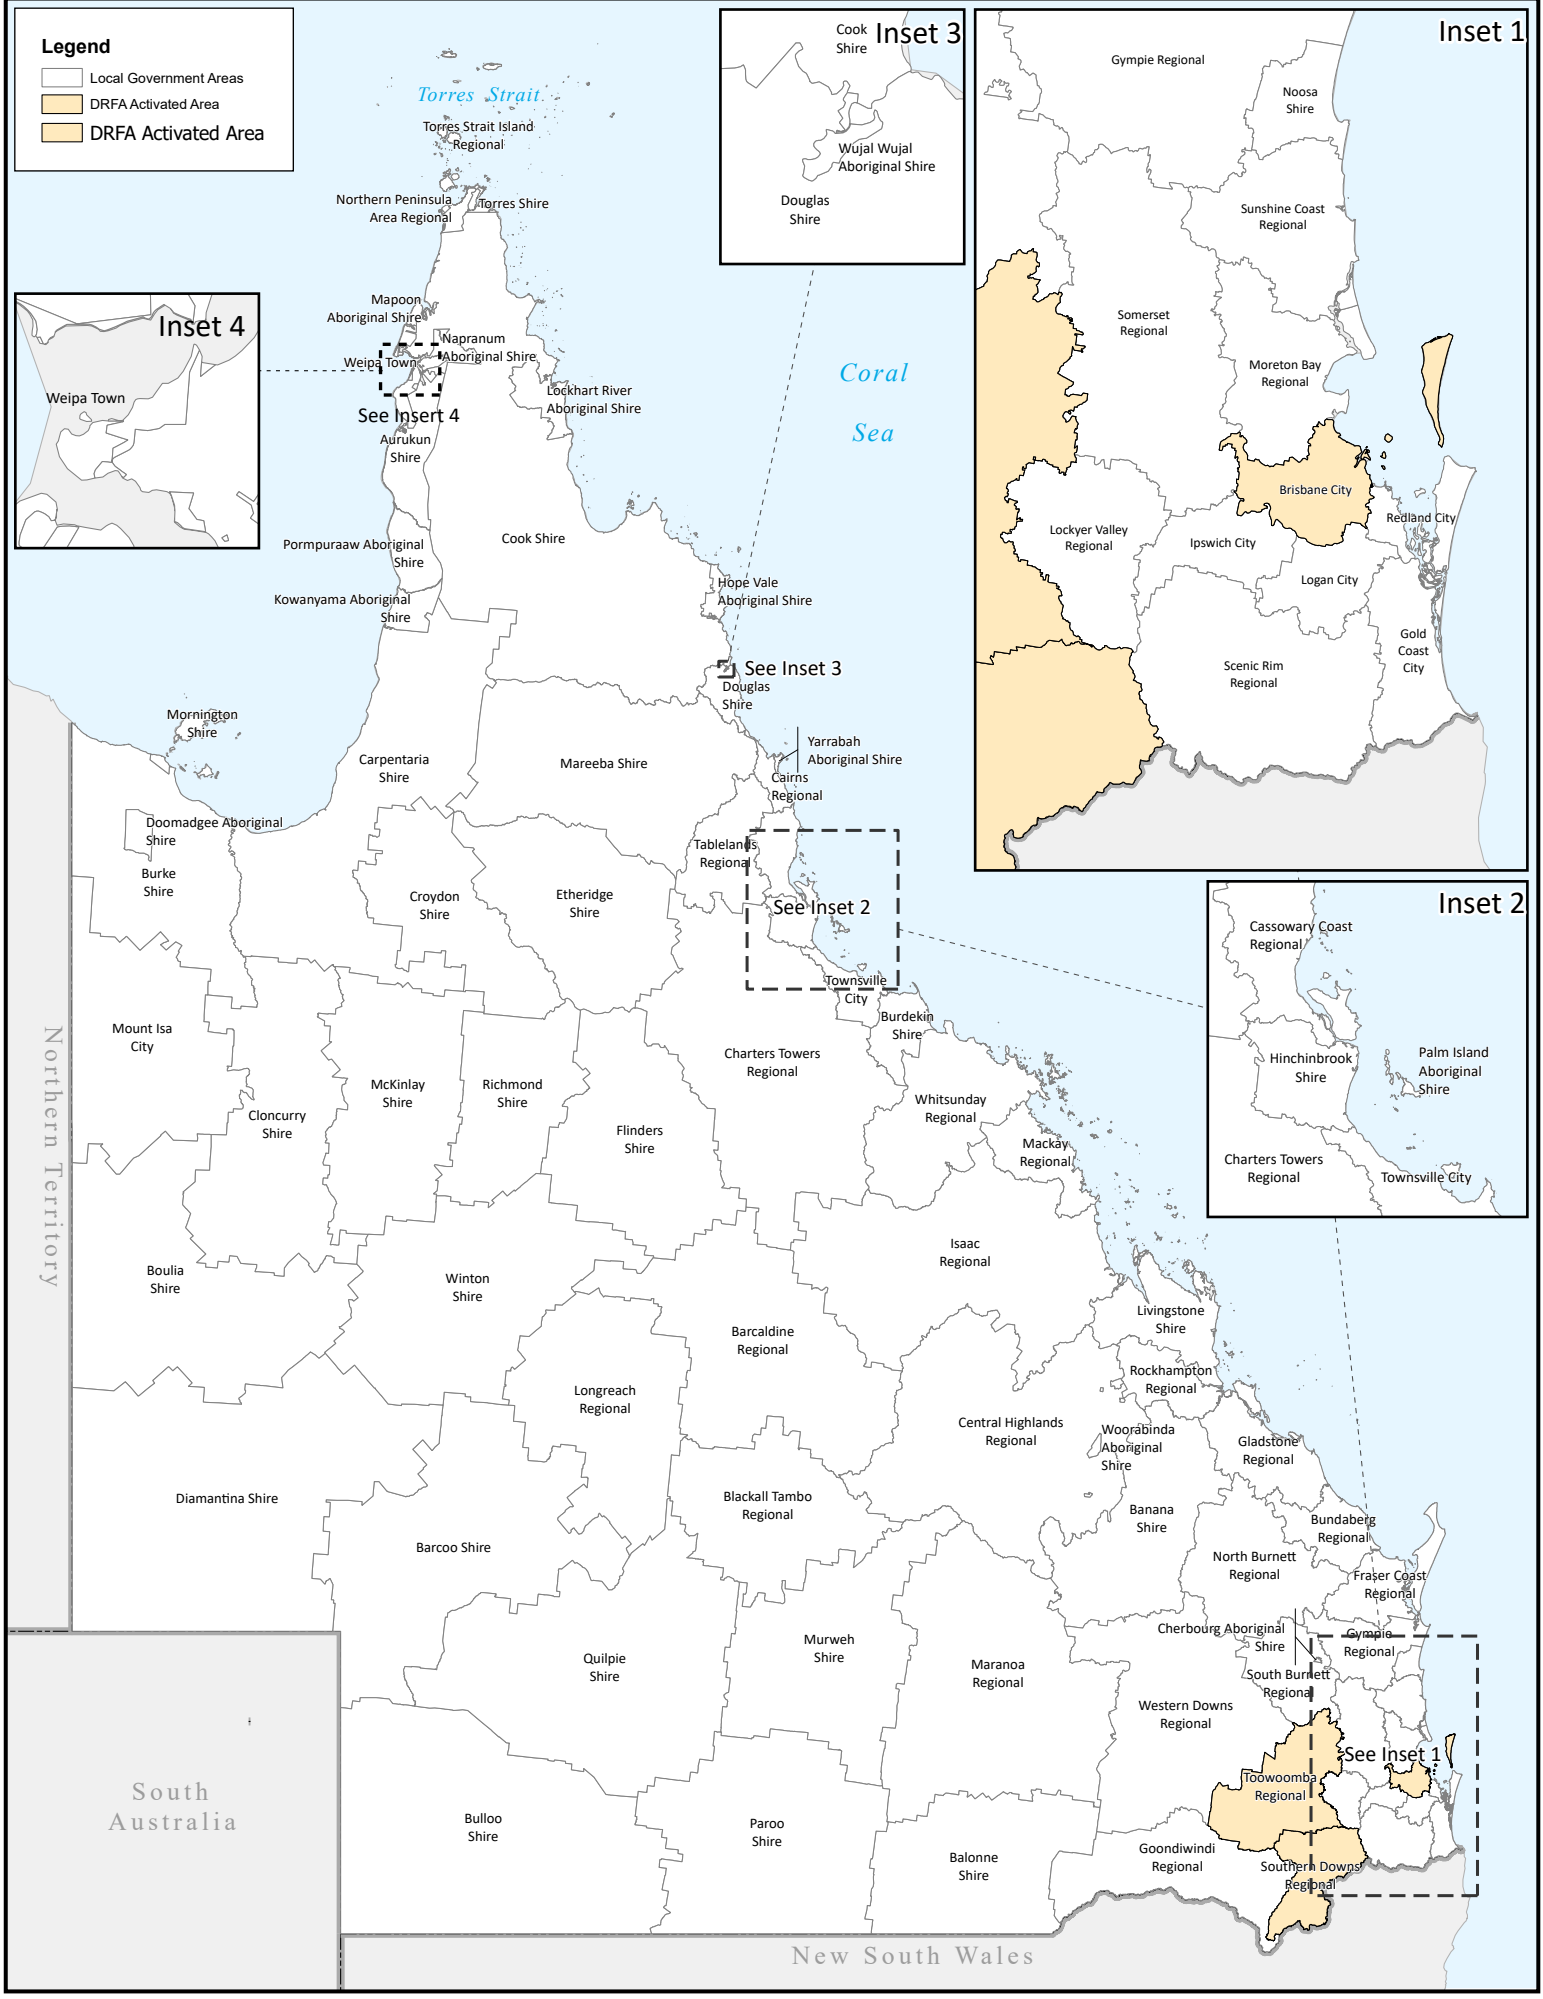 Legend
Local Government Areas
DRFA Activated Area
DRFA Activated Area
Torres Strait
Torres Strait Island
Regional
Northern Peninsula
Area Regional
Torres Shire
Mapoon
Aboriginal Shire
Napranum
Aboriginal Shire
Weipa Town
See Insert 4
Lockhart River
Aboriginal Shire
Aurukun
Shire
Cook Shire
Pormpuraaw Aboriginal
Shire
Kowanyama Aboriginal
Shire
Hope Vale
Aboriginal Shire
See Inset 3
Douglas
Shire
Coral
Sea
Inset 4
Weipa Town
Inset 3
Cook
Shire
Wujal Wujal
Aboriginal Shire
Douglas
Shire
Inset 1
Gympie Regional
Noosa
Shire
Sunshine Coast
Regional
Somerset
Regional
Moreton Bay
Regional
Brisbane City
Redland City
Lockyer Valley
Regional
Ipswich City
Logan City
Gold
Coast
City
Scenic Rim
Regional
Mornington
Shire
Carpentaria
Shire
Mareeba Shire
Yarrabah
Aboriginal Shire
Cairns
Regional
Doomadgee Aboriginal
Shire
Burke
Shire
Croydon
Shire
Etheridge
Shire
Tablelands
Regional
See Inset 2
Townsville
City
Burdekin
Shire
Inset 2
Cassowary Coast
Regional
Hinchinbrook
Shire
Palm Island
Aboriginal
Shire
Charters Towers
Regional
Townsville City
Northern Territory
Mount Isa
City
Cloncurry
Shire
McKinlay
Shire
Richmond
Shire
Flinders
Shire
Charters Towers
Regional
Whitsunday
Regional
Mackay
Regional
Boulia
Shire
Winton
Shire
Isaac
Regional
Barcaldine
Regional
Livingstone
Shire
Rockhampton
Regional
Longreach
Regional
Central Highlands
Regional
Woorabinda
Aboriginal
Shire
Gladstone
Regional
Diamantina Shire
Blackall Tambo
Regional
Banana
Shire
Bundaberg
Regional
Barcoo Shire
North Burnett
Regional
Fraser Coast
Regional
Cherbourg Aboriginal
Shire
Gympie
Regional
Quilpie
Shire
Murweh
Shire
Maranoa
Regional
South Burnett
Regional
Western Downs
Regional
See Inset 1
Toowoomba
Regional
South
Australia
Bulloo
Shire
Paroo
Shire
Balonne
Shire
Goondiwindi
Regional
Southern Downs
Regional
New South Wales